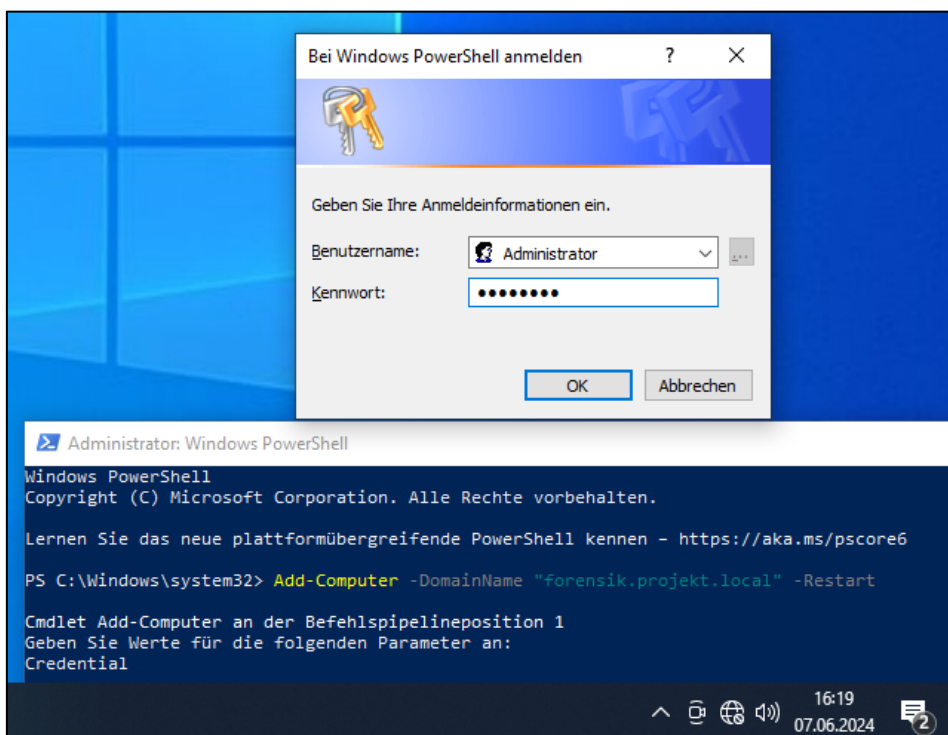 Bei Windows PowerShell anmelden ?
Geben Sie Ihre Anmeldeinformationen ein.
Benutzername: Administrator ...
Kennwort: ●●●●●●●●
OK Abbrechen
Administrator: Windows PowerShell
Windows PowerShell
Copyright (C) Microsoft Corporation. Alle Rechte vorbehalten.
Lernen Sie das neue plattformübergreifende PowerShell kennen – https://aka.ms/pscore6
PS C:\Windows\system32> Add-Computer -DomainName "forensik.projekt.local" -Restart
Cmdlet Add-Computer an der Befehlspipelineposition 1
Geben Sie Werte für die folgenden Parameter an:
Credential
16:19
07.06.2024
2